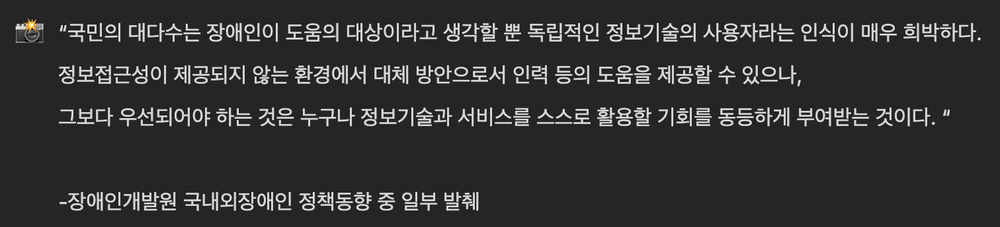 “국민의 대다수는 장애인이 도움의 대상이라고 생각할 뿐 독립적인 정보기술의 사용자라는 인식이 매우 희박하다.
정보접근성이 제공되지 않는 환경에서 대체 방안으로서 인력 등의 도움을 제공할 수 있으나,
그보다 우선되어야 하는 것은 누구나 정보기술과 서비스를 스스로 활용할 기회를 동등하게 부여받는 것이다. “
-장애인개발원 국내외장애인 정책동향 중 일부 발췌